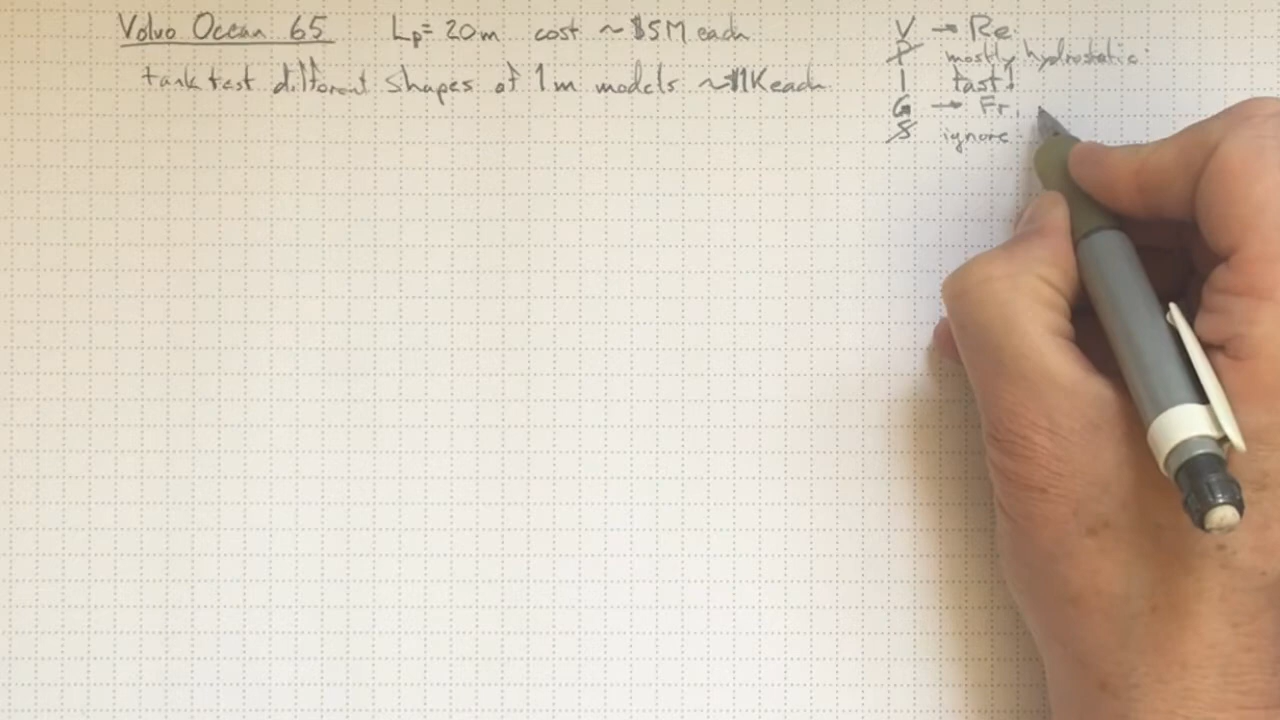 Volvo Ocean 65 Lp= 20m cost ~$5M each
tank test different shapes of 1m models ~$1K each
V → Re
P mostly hydrostatic
I fast!
G → Fr
S ignore